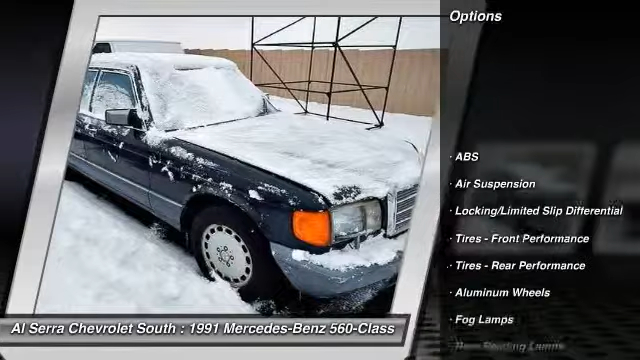 Options
· ABS
· Air Suspension
· Locking/Limited Slip Differential
· Tires - Front Performance
· Tires - Rear Performance
· Aluminum Wheels
· Fog Lamps
Al Serra Chevrolet South : 1991 Mercedes-Benz 560-Class